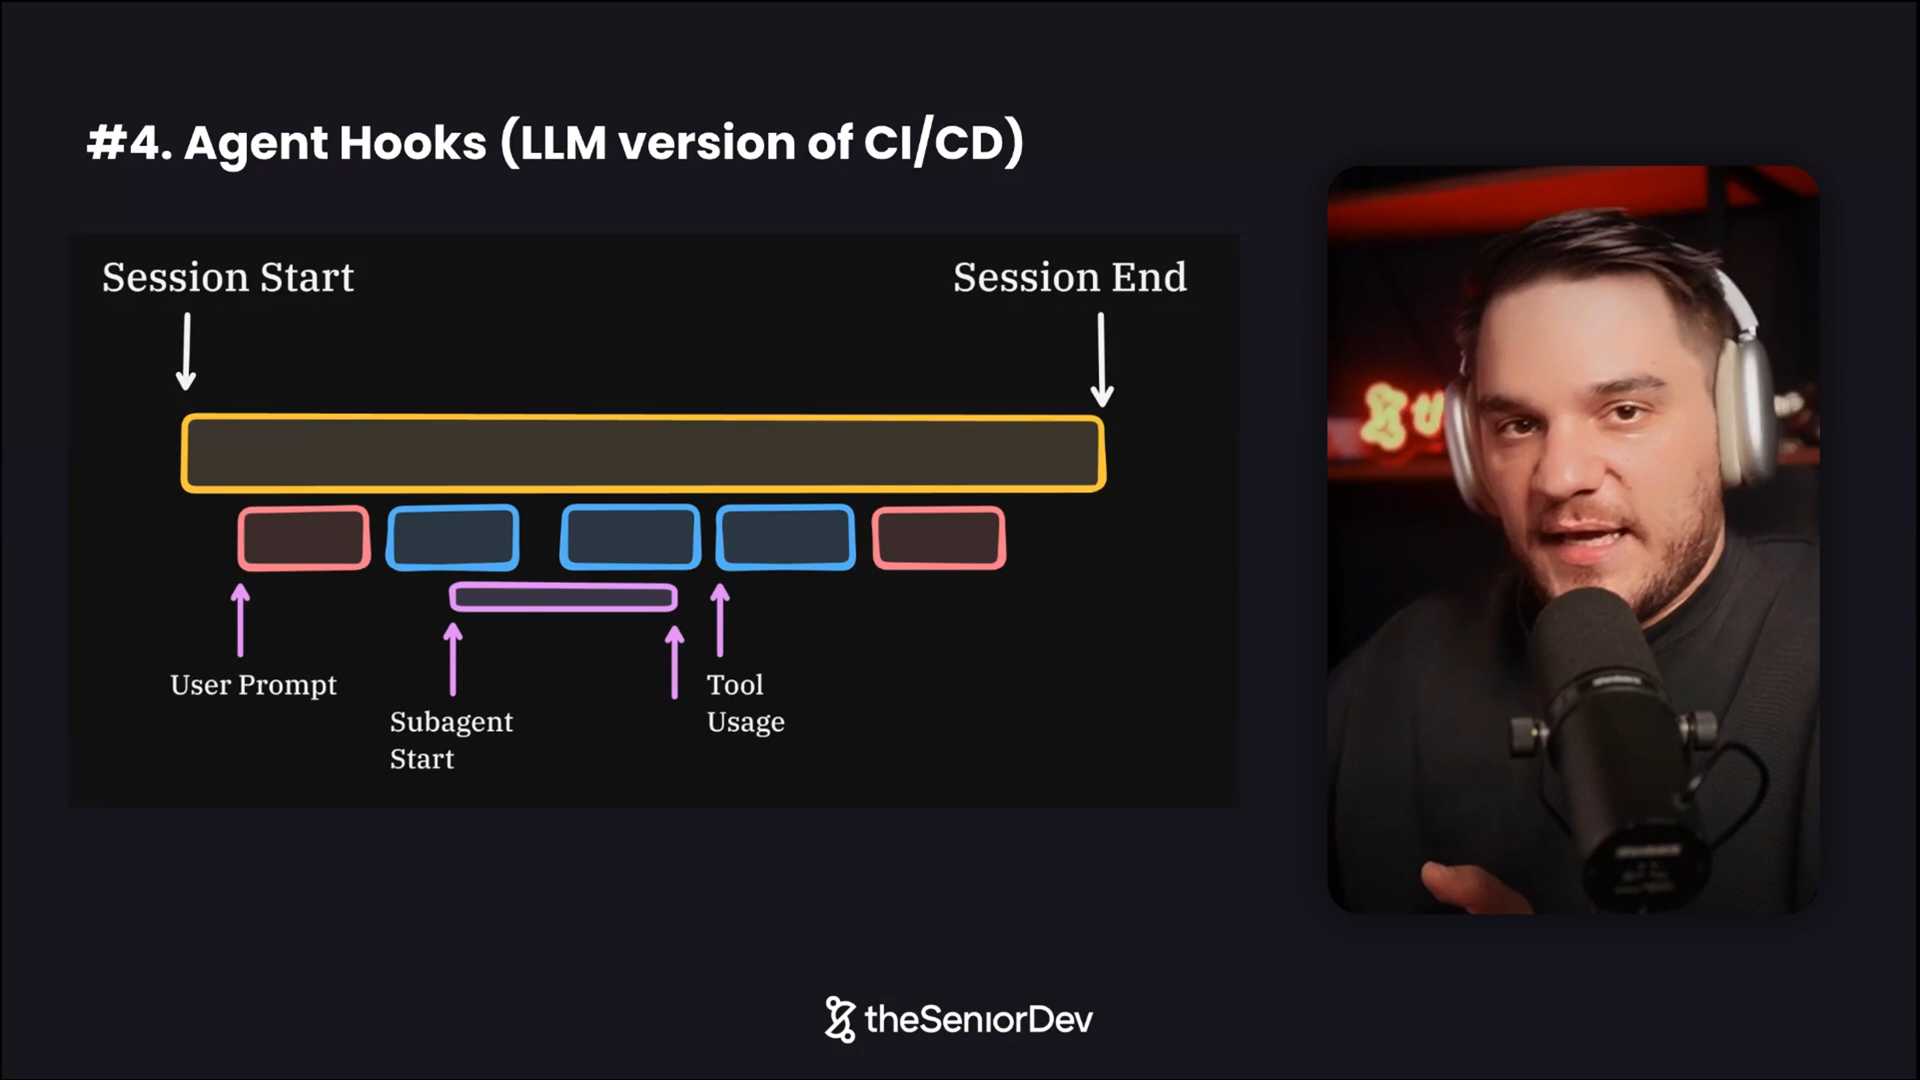 #4. Agent Hooks (LLM version of CI/CD)
Session Start
Session End
User Prompt
Subagent
Start
Tool
Usage
theSeniorDev